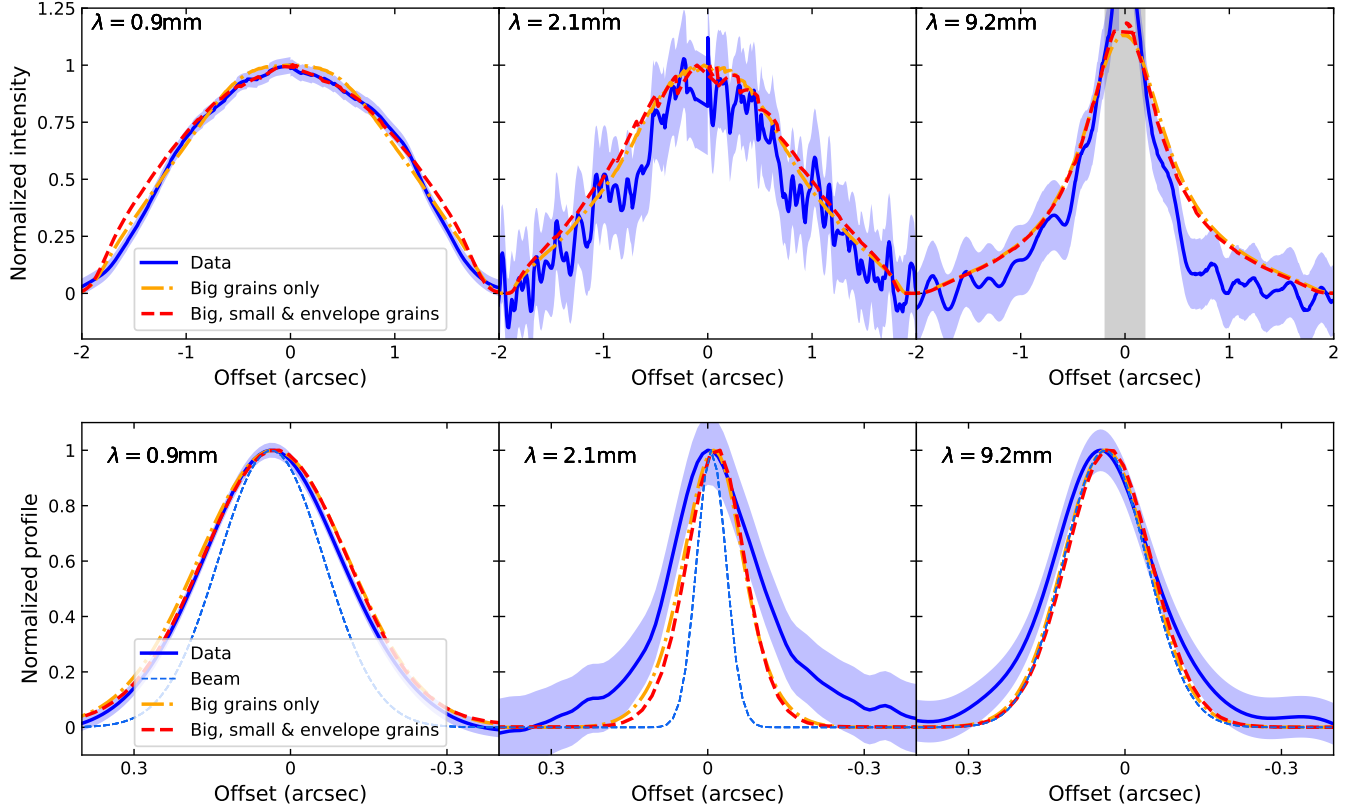 λ = 0.9mm
λ = 2.1mm
λ = 9.2mm
Normalized intensity
1.25
1
0.75
0.5
0.25
0
Data
Big grains only
Big, small & envelope grains
-2 -1 0 1 2 -1 0 1 -2 -1 0 1 2
Offset (arcsec) Offset (arcsec) Offset (arcsec)
λ = 0.9mm
λ = 2.1mm
λ = 9.2mm
Normalized profile
1
0.8
0.6
0.4
0.2
0
Data
Beam
Big grains only
Big, small & envelope grains
0.3 0 -0.3 0.3 0 -0.3 0.3 0 -0.3
Offset (arcsec) Offset (arcsec) Offset (arcsec)